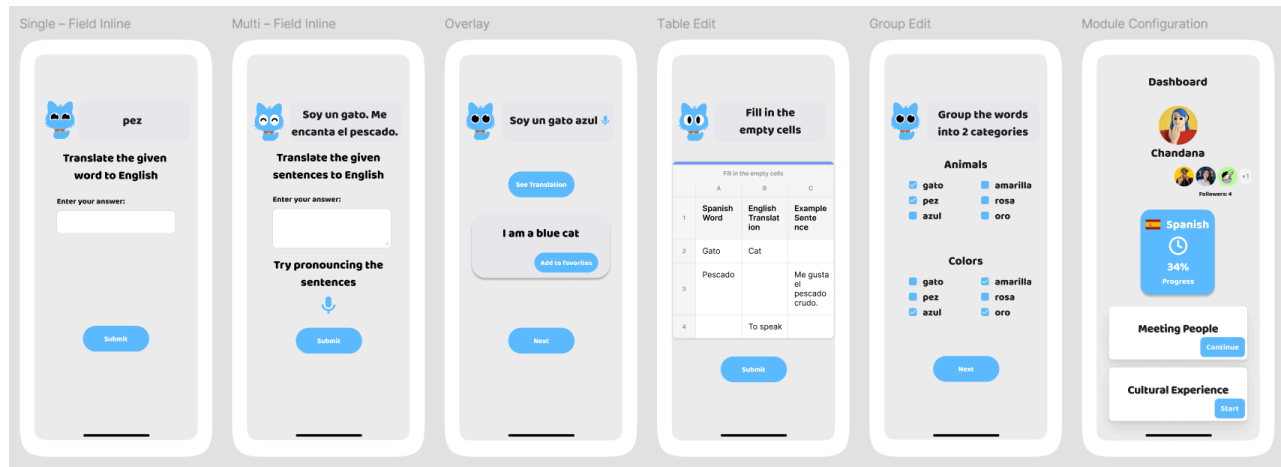 Single – Field Inline
pez
Translate the given
word to English
Enter your answer:
Submit
Multi – Field Inline
Soy un gato. Me
encanta el pescado.
Translate the given
sentences to English
Enter your answer:
Try pronouncing the
sentences
Submit
Overlay
Soy un gato azul
See Translation
I am a blue cat
Add to Favorites
Next
Table Edit
Fill in the
empty cells
Fill in the empty cells
A B C
1 Spanish Word English Translat ion Example Sente nce
2 Gato Cat
3 Pescado Me gusta el pescado crudo.
4 To speak
Submit
Group Edit
Group the words
into 2 categories
Animals
gato amarilla
pez rosa
azul oro
Colors
gato amarilla
pez rosa
azul oro
Next
Module Configuration
Dashboard
Chandana
+1
Followers: 4
Spanish
34%
Progress
Meeting People
Continue
Cultural Experience
Start